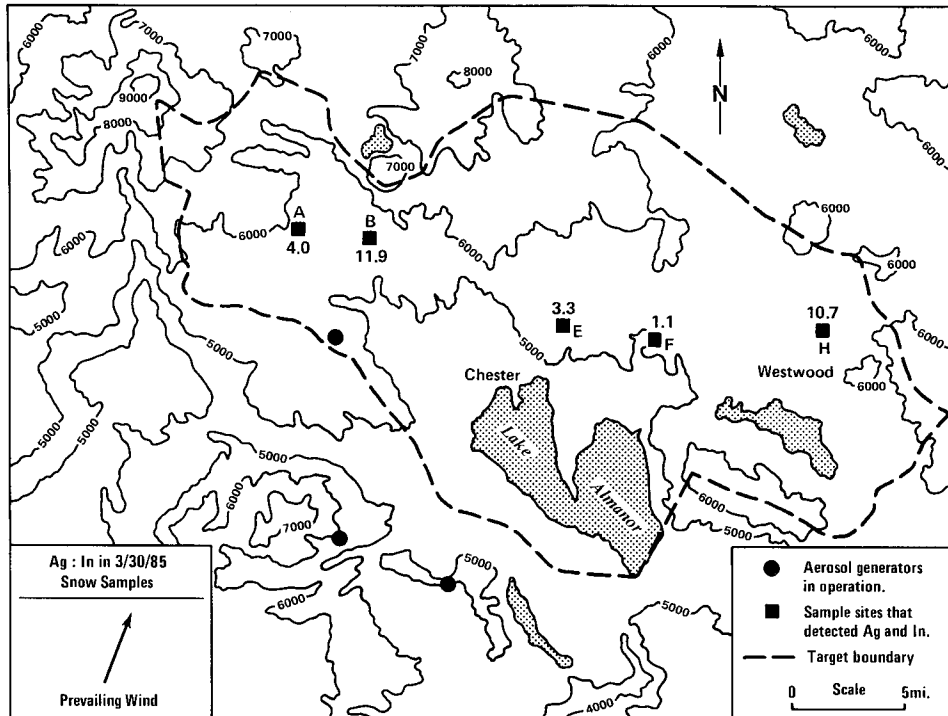 6000
7000
7000
8000
6000
6000
N
9000
8000
7000
6000
6000
A
4.0
B
11.9
6000
6000
6000
6000
5000
5000
3.3
E
1.1
F
10.7
H
6000
Chester
Westwood
6000
Lake
Almanor
5000
5000
5000
6000
7000
6000
5000
5000
6000
5000
4000
Ag : In in 3/30/85
Snow Samples
Prevailing Wind
Aerosol generators
in operation.
Sample sites that
detected Ag and In.
Target boundary
0 Scale 5mi.